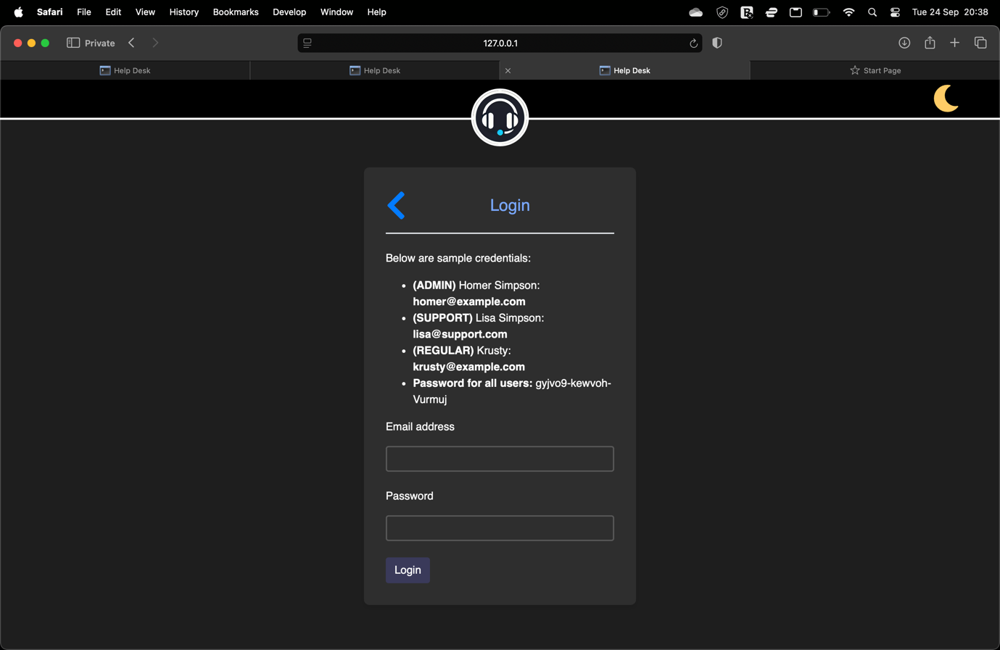 Safari File Edit View History Bookmarks Develop Window Help Tue 24 Sep 20:38
Private 127.0.0.1
Help Desk Help Desk Help Desk Start Page
Login
Below are sample credentials:
• (ADMIN) Homer Simpson:
homer@example.com
• (SUPPORT) Lisa Simpson:
lisa@support.com
• (REGULAR) Krusty:
krusty@example.com
• Password for all users: gyjvo9-kewvoh-
Vurmuj
Email address
Password
Login